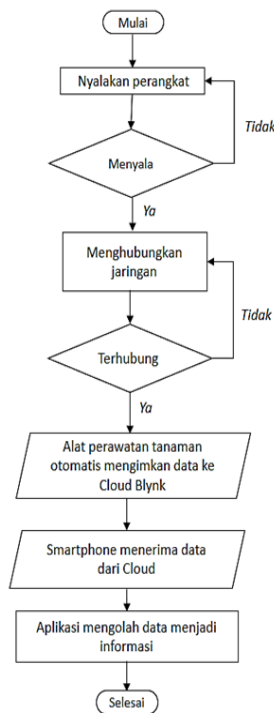 Mulai
Nyalakan perangkat
Tidak
Menyala
Ya
Menghubungkan
jaringan
Tidak
Terhubung
Ya
Alat perawatan tanaman
otomatis mengimkan data ke
Cloud Blynk
Smartphone menerima data
dari Cloud
Aplikasi mengolah data menjadi
informasi
Selesai